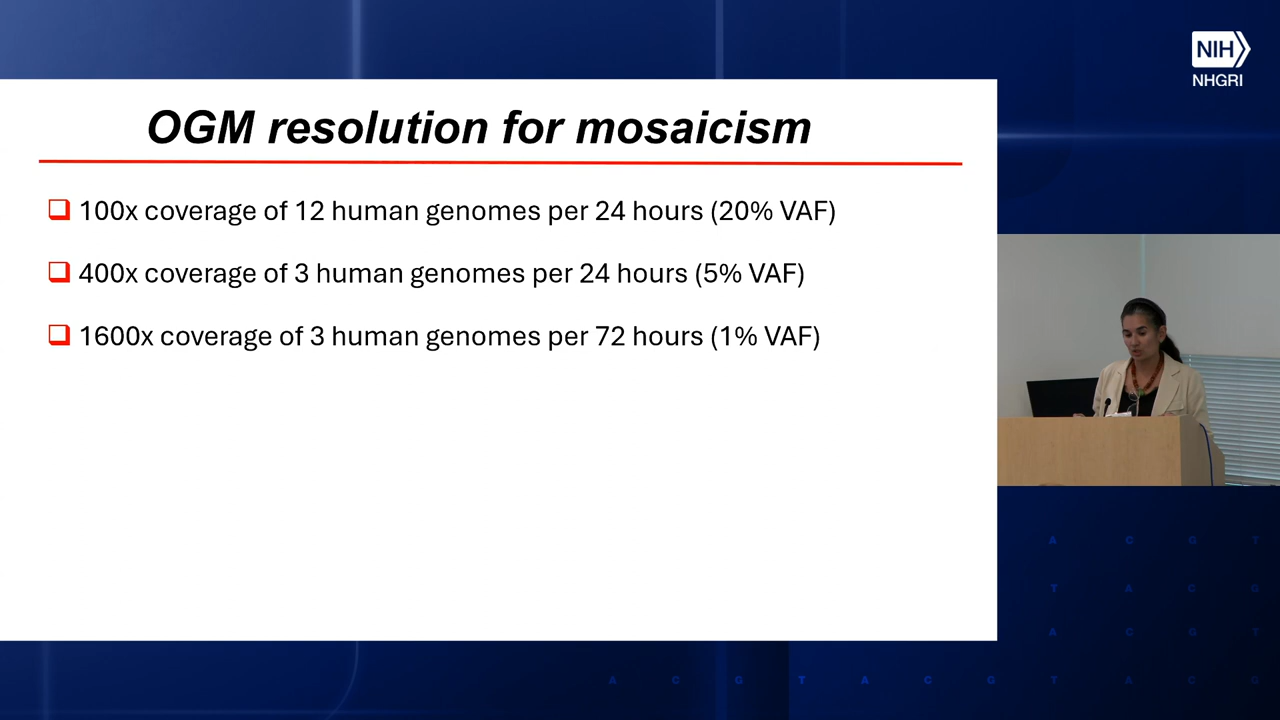 NIH
NHGRI
OGM resolution for mosaicism
100x coverage of 12 human genomes per 24 hours (20% VAF)
400x coverage of 3 human genomes per 24 hours (5% VAF)
1600x coverage of 3 human genomes per 72 hours (1% VAF)
A C G T
T A C G
A C G T
A C G T A C G T A C G